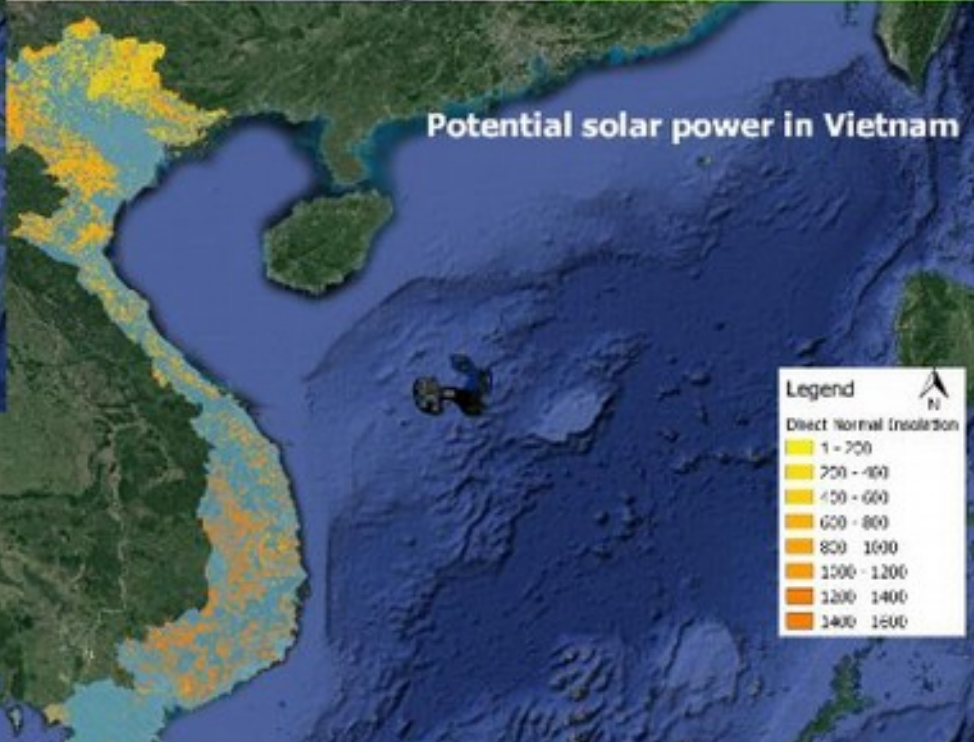 Potential solar power in Vietnam
Legend
N
Direct Normal Insolation
1 - 200
200 - 400
400 - 600
600 - 800
800 1000
1000 - 1200
1200 1400
1400 1600